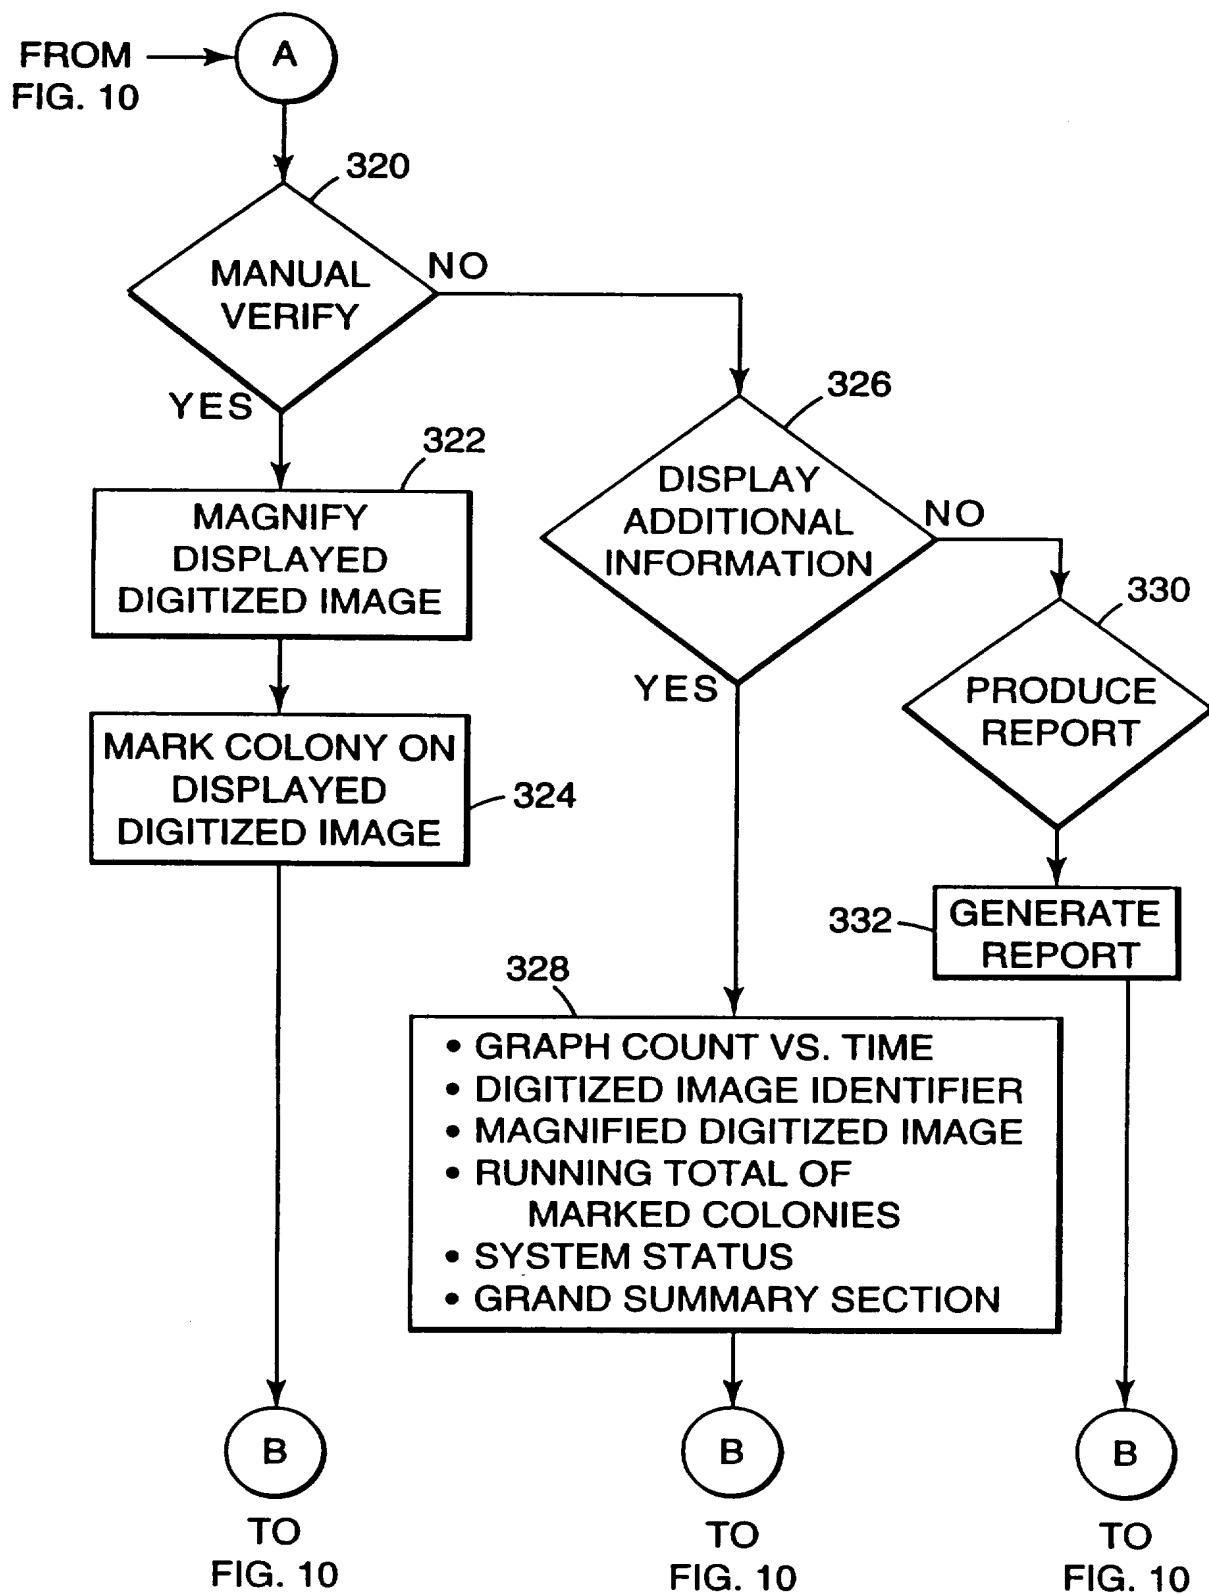 A
FROM
FIG. 10
320
MANUAL
VERIFY
NO
YES
322
MAGNIFY
DISPLAYED
DIGITIZED IMAGE
MARK COLONY ON
DISPLAYED
DIGITIZED IMAGE
324
326
DISPLAY
ADDITIONAL
INFORMATION
NO
YES
330
PRODUCE
REPORT
332
GENERATE
REPORT
328
• GRAPH COUNT VS. TIME
• DIGITIZED IMAGE IDENTIFIER
• MAGNIFIED DIGITIZED IMAGE
• RUNNING TOTAL OF
MARKED COLONIES
• SYSTEM STATUS
• GRAND SUMMARY SECTION
B
TO
FIG. 10
B
TO
FIG. 10
B
TO
FIG. 10